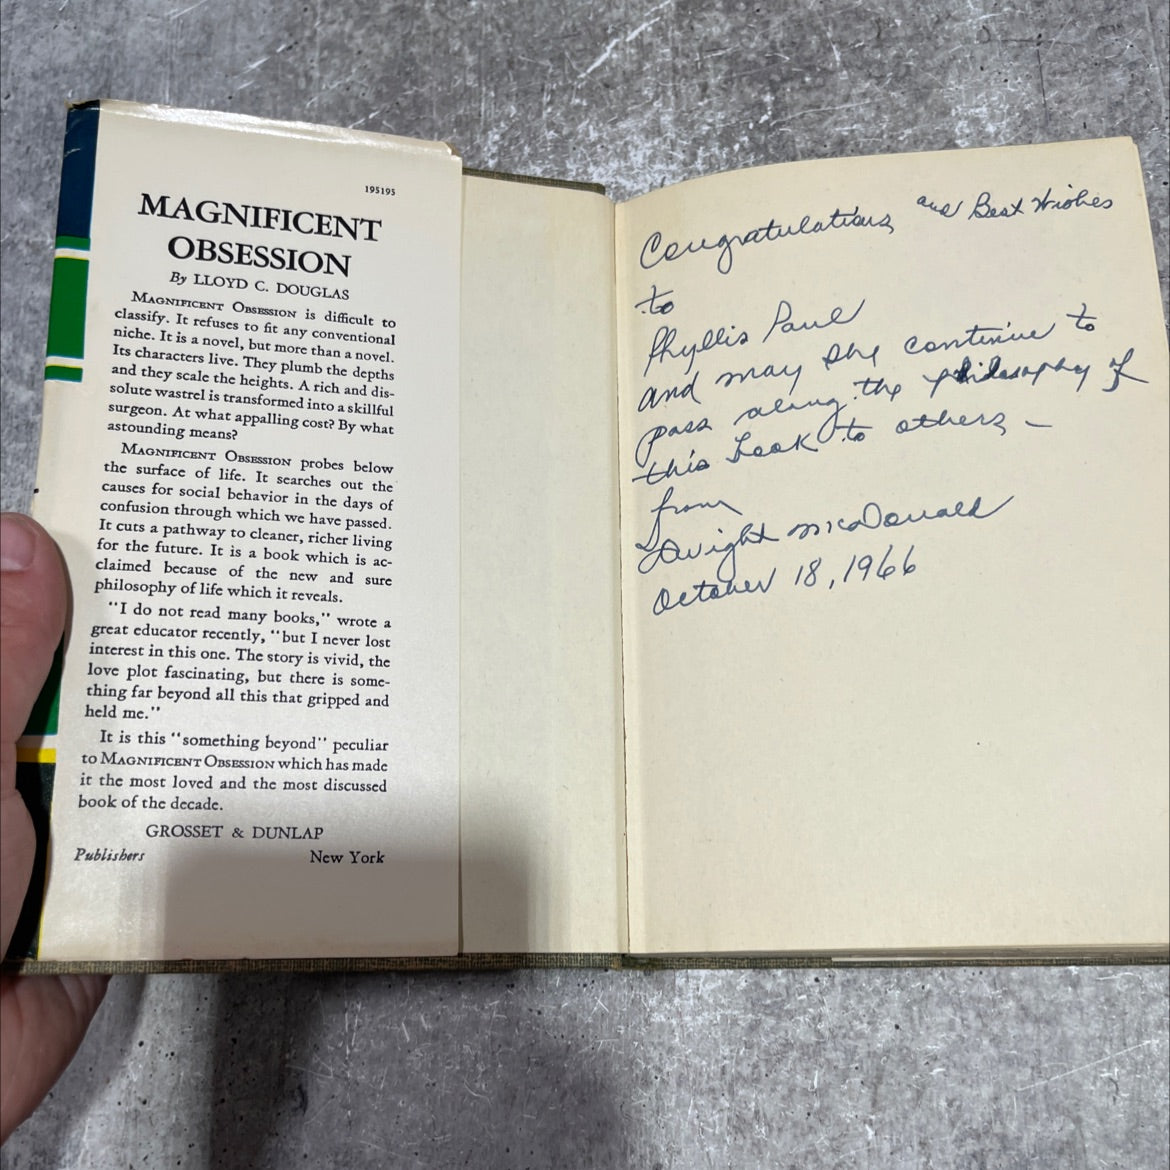 195195
MAGNIFICENT
OBSESSION
By LLOYD C. DOUGLAS
MAGNIFICENT OBSESSION is difficult to
classify. It refuses to fit any conventional
niche. It is a novel, but more than a novel.
Its characters live. They plumb the depths
and they scale the heights. A rich and dis-
solute wastrel is transformed into a skillful
surgeon. At what appalling cost? By what
astounding means?
MAGNIFICENT OBSESSION probes below
the surface of life. It searches out the
causes for social behavior in the days of
confusion through which we have passed.
It cuts a pathway to cleaner, richer living
for the future. It is a book which is ac-
claimed because of the new and sure
philosophy of life which it reveals.
"I do not read many books," wrote a
great educator recently, "but I never lost
interest in this one. The story is vivid, the
love plot fascinating, but there is some-
thing far beyond all this that gripped and
held me."
It is this "something beyond" peculiar
to MAGNIFICENT OBSESSION which has made
it the most loved and the most discussed
book of the decade.
GROSSET & DUNLAP
Publishers New York
Congratulations and Best Wishes
to
Phyllis Paul
and may she continue to
pass along the philosophy of
this book to others —
from
Dwight McDonald
October 18, 1966